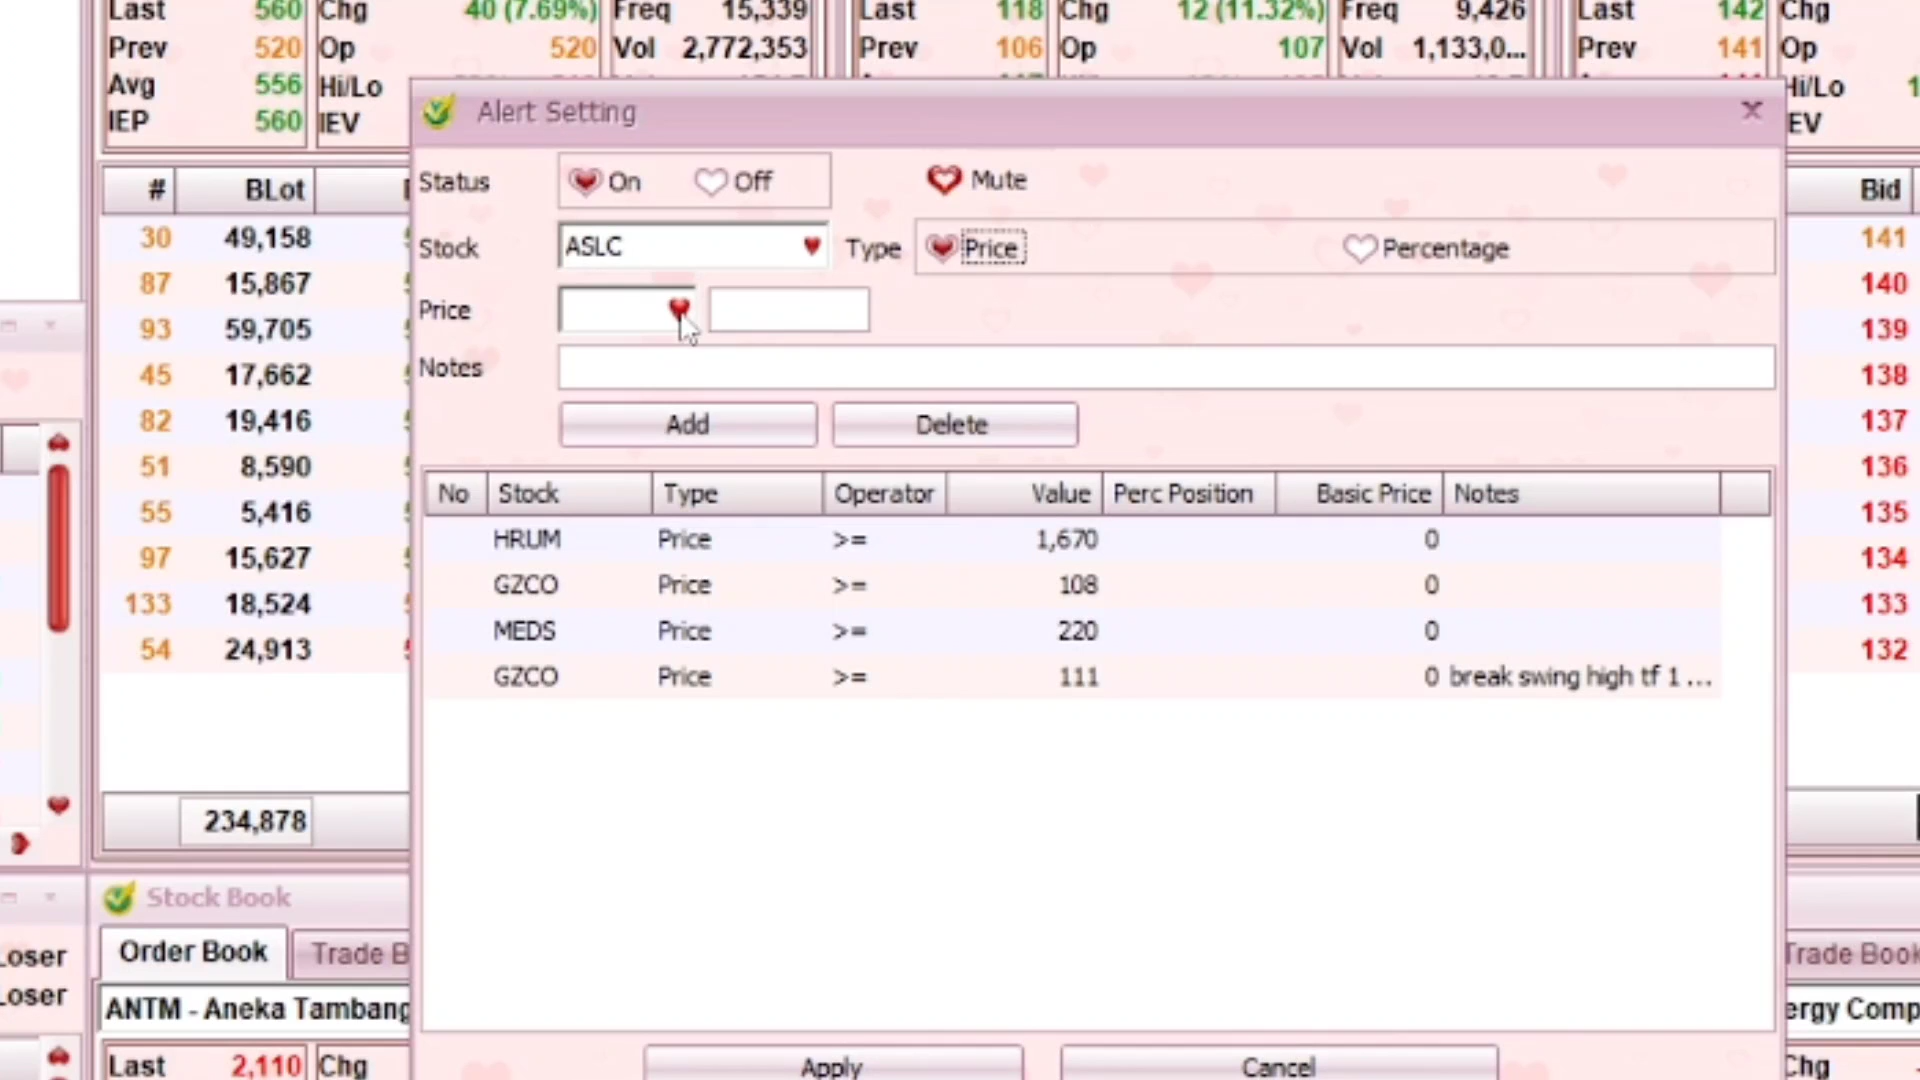 Last 560 Chg 40 (7.69%) Freq 15,339 Last 118 Chg 12 (11.32%) Freq 9,426 Last 142 Chg
Prev 520 Op 520 Vol 2,772,353 Prev 106 Op 107 Vol 1,133,0... Prev 141 Op
Avg 556 Hi/Lo Hi/Lo
IEP 560 IEV EV
Alert Setting
# BLot Bid
Status On Off Mute
Stock ASLC Type Price Percentage
Price
Notes
Add Delete
30 49,158 141
87 15,867 140
93 59,705 139
45 17,662 138
82 19,416 137
51 8,590 136
55 5,416 135
97 15,627 134
133 18,524 133
54 24,913 132
234,878
No Stock Type Operator Value Perc Position Basic Price Notes
HRUM Price >= 1,670 0
GZCO Price >= 108 0
MEDS Price >= 220 0
GZCO Price >= 111 0 break swing high tf 1 ...
Stock Book
Loser
Loser
Order Book Trade B Trade Book
ANTM - Aneka Tambang ergy Comp
Last 2,110 Chg Chg
Apply Cancel